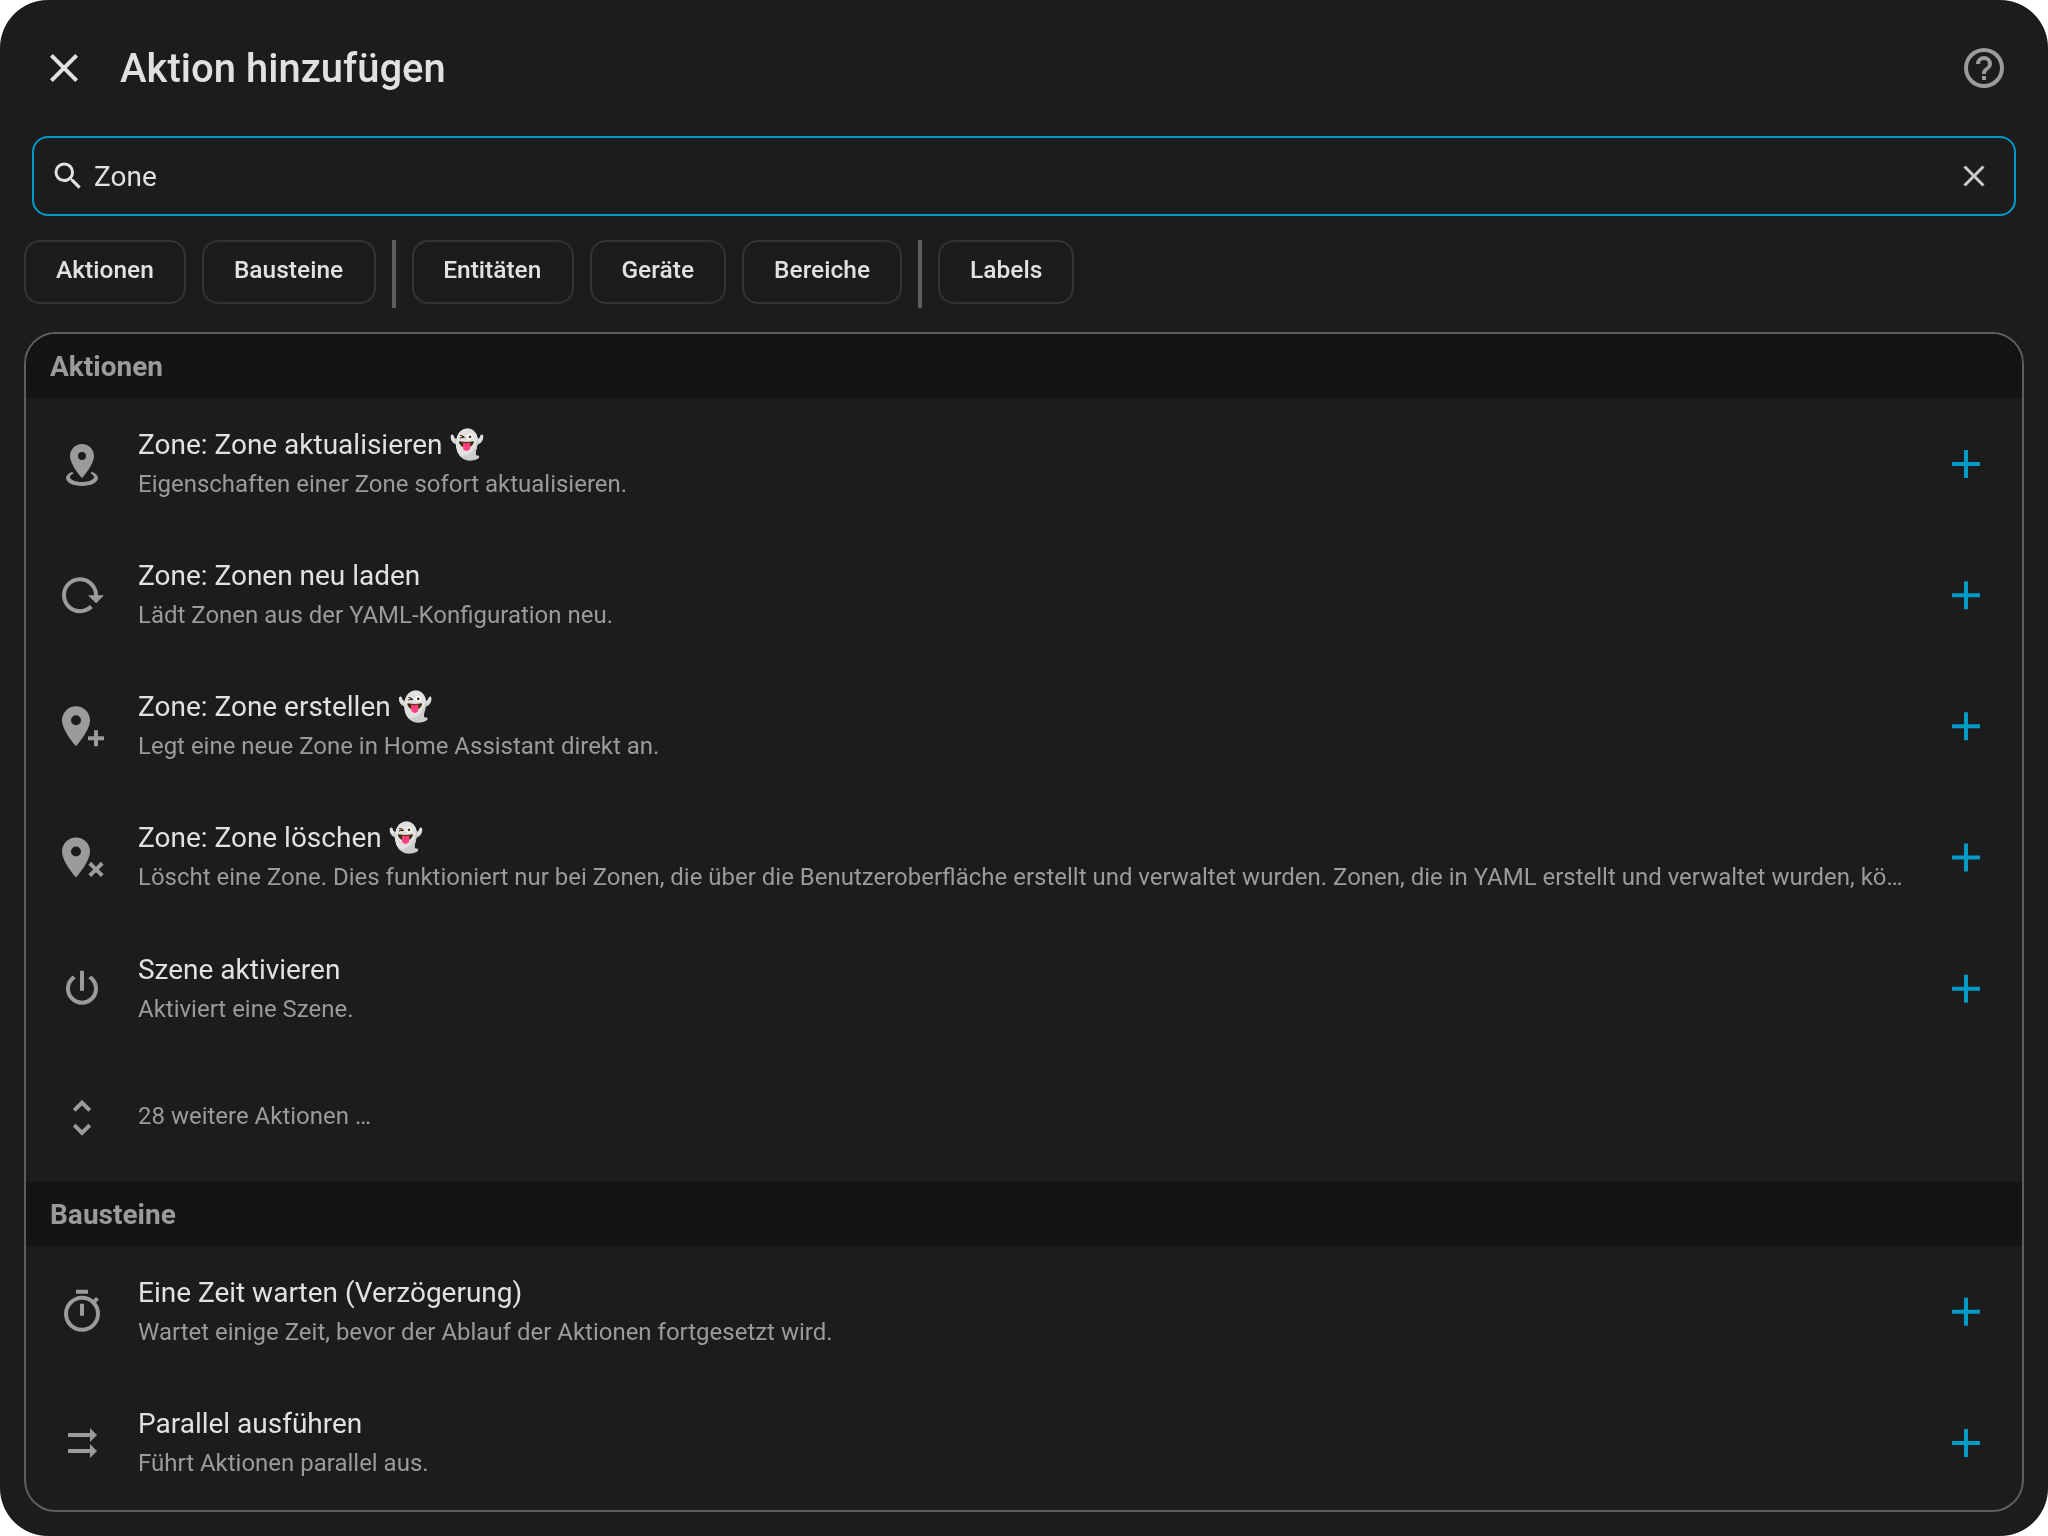 Aktion hinzufügen
Zone
Aktionen
Bausteine
Entitäten
Geräte
Bereiche
Labels
Aktionen
Zone: Zone aktualisieren 👻
Eigenschaften einer Zone sofort aktualisieren.
Zone: Zonen neu laden
Lädt Zonen aus der YAML-Konfiguration neu.
Zone: Zone erstellen 👻
Legt eine neue Zone in Home Assistant direkt an.
Zone: Zone löschen 👻
Löscht eine Zone. Dies funktioniert nur bei Zonen, die über die Benutzeroberfläche erstellt und verwaltet wurden. Zonen, die in YAML erstellt und verwaltet wurden, kö…
Szene aktivieren
Aktiviert eine Szene.
28 weitere Aktionen …
Bausteine
Eine Zeit warten (Verzögerung)
Wartet einige Zeit, bevor der Ablauf der Aktionen fortgesetzt wird.
Parallel ausführen
Führt Aktionen parallel aus.